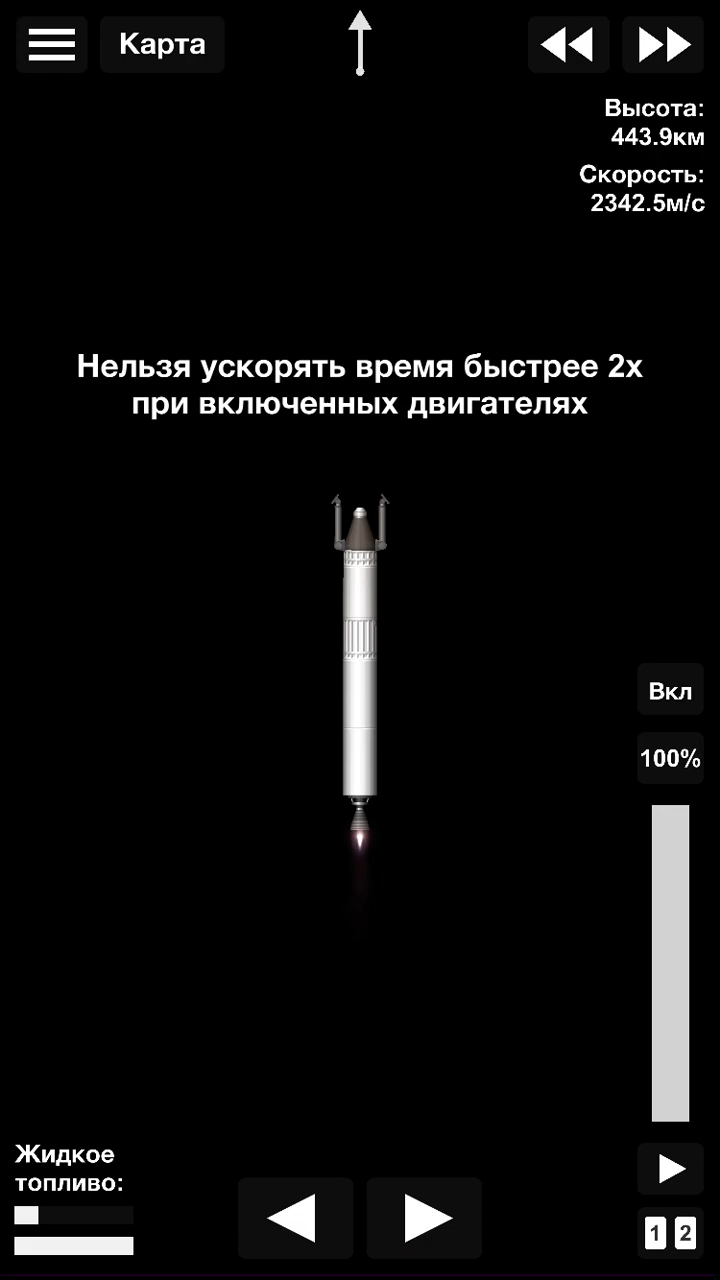 Карта
Высота:
443.9км
Скорость:
2342.5м/с
Нельзя ускорять время быстрее 2x
при включенных двигателях
Вкл
100%
Жидкое
топливо:
1 2